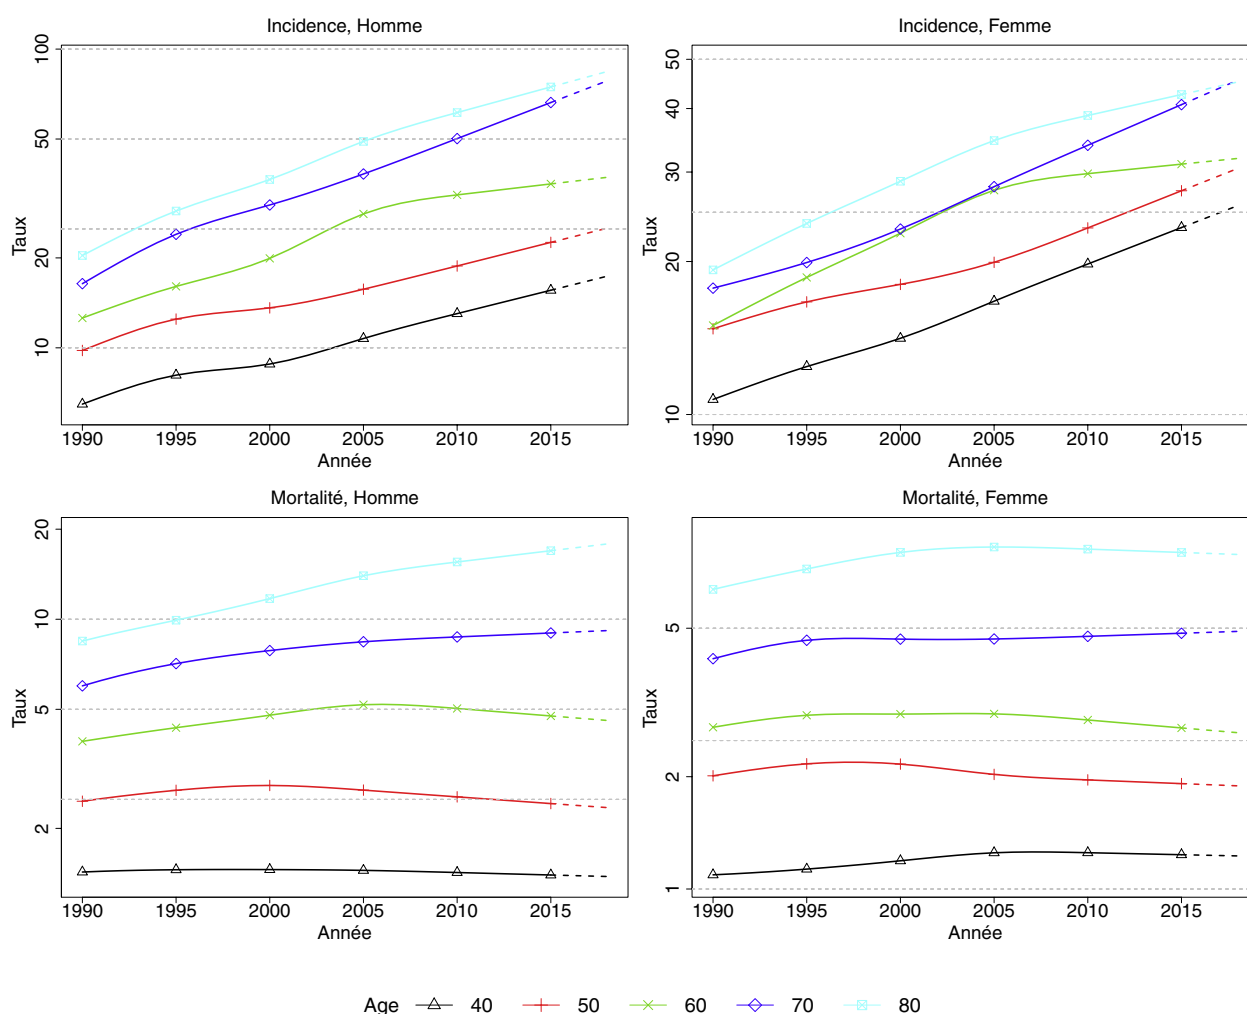 Incidence, Homme
Taux
100
50
20
10
1990 1995 2000 2005 2010 2015
Année
Incidence, Femme
Taux
50
40
30
20
10
1990 1995 2000 2005 2010 2015
Année
Mortalité, Homme
Taux
20
10
5
2
1990 1995 2000 2005 2010 2015
Année
Mortalité, Femme
Taux
5
2
1
1990 1995 2000 2005 2010 2015
Année
Age 40 50 60 70 80